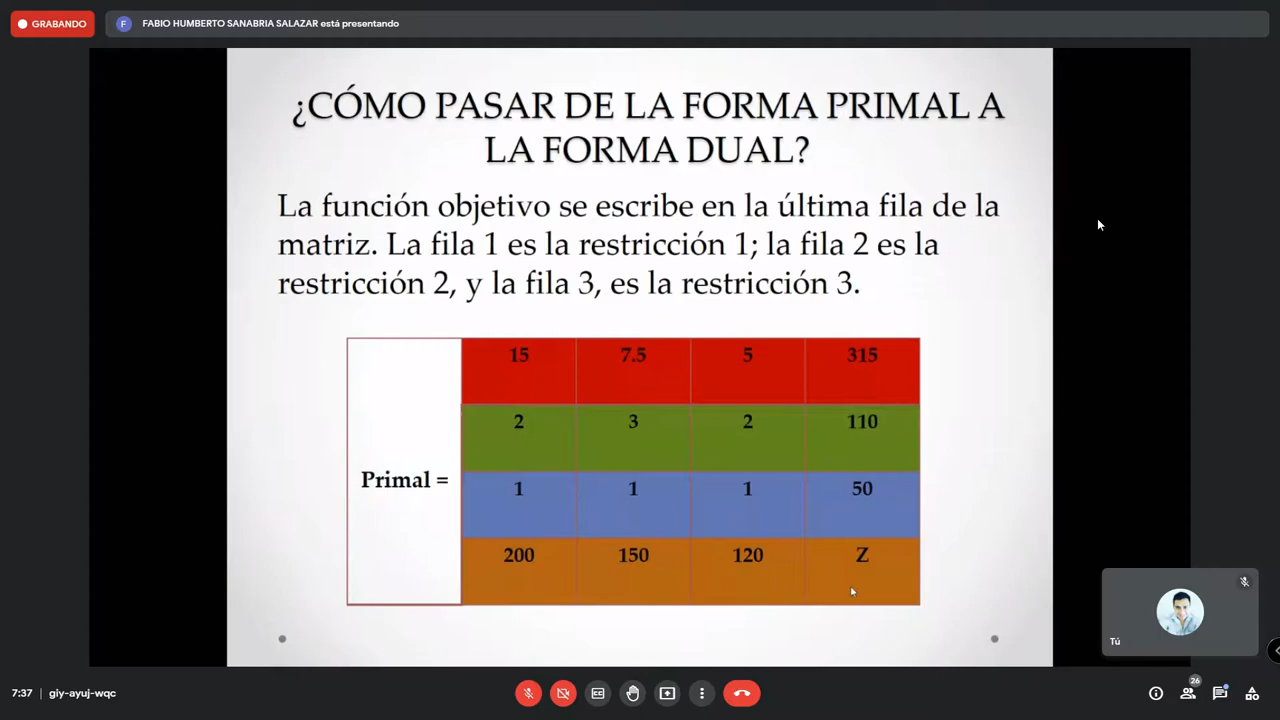 GRABANDO
F
FABIO HUMBERTO SANABRIA SALAZAR está presentando
¿CÓMO PASAR DE LA FORMA PRIMAL A
LA FORMA DUAL?
La función objetivo se escribe en la última fila de la
matriz. La fila 1 es la restricción 1; la fila 2 es la
restricción 2, y la fila 3, es la restricción 3.
15 7.5 5 315
2 3 2 110
Primal =
1 1 1 50
200 150 120 Z
Tú
26
7:37 | giy-ayuj-wqc